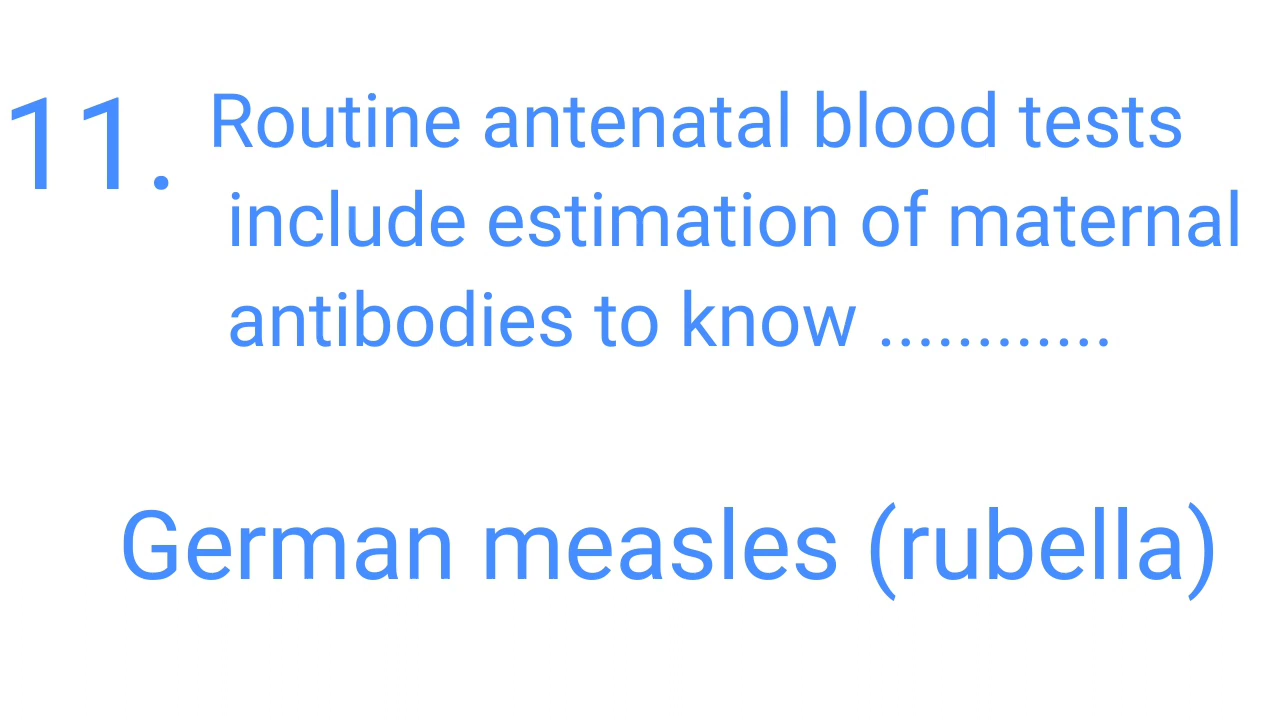 11. Routine antenatal blood tests
include estimation of maternal
antibodies to know ............
German measles (rubella)